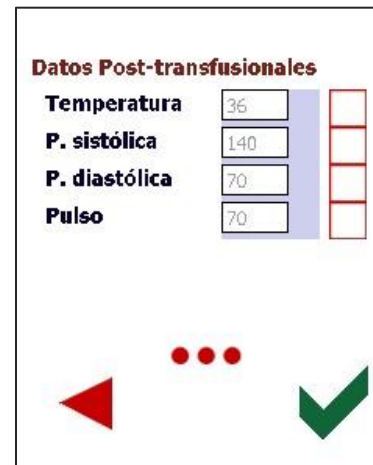 Datos Post-transfusionales
Temperatura 36
P. sistólica 140
P. diastólica 70
Pulso 70